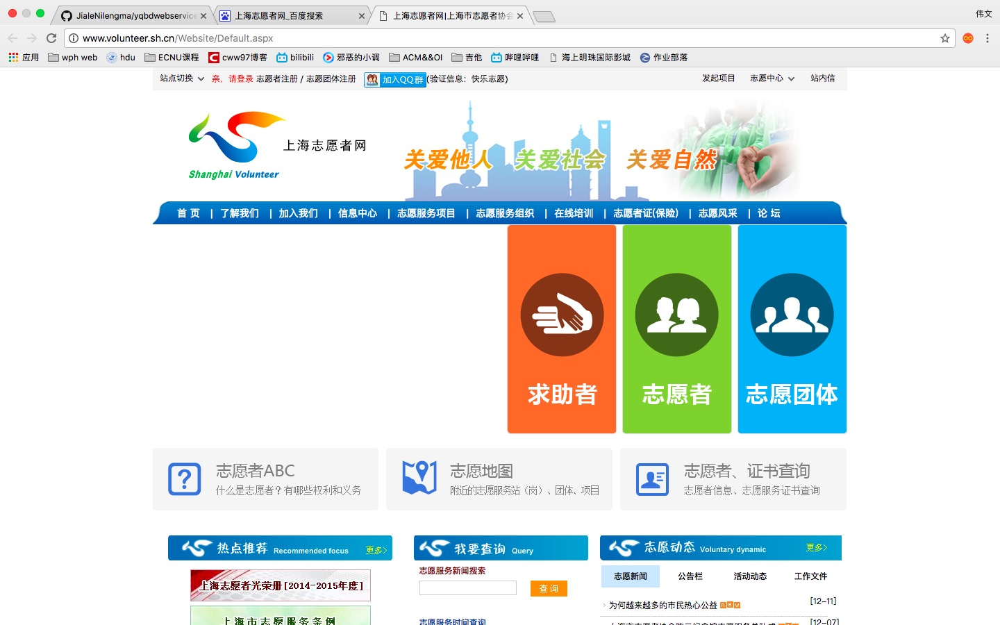 JialeNilengma/yqbdwebservice
上海志愿者网_百度搜索
上海志愿者网|上海市志愿者协会
伟文
www.volunteer.sh.cn/Website/Default.aspx
应用 wph web hdu ECNU课程 cww97博客 bilibili 邪恶的小调 ACM&&OI 吉他 哔哩哔哩 海上明珠国际影城 作业部落
站点切换 亲、请登录 志愿者注册 / 志愿团体注册 加入QQ群 (验证信息：快乐志愿) 发起项目 志愿中心 站内信
上海志愿者网
Shanghai Volunteer
关爱他人 关爱社会 关爱自然
首 页 | 了解我们 | 加入我们 | 信息中心 | 志愿服务项目 | 志愿服务组织 | 在线培训 | 志愿者证(保险) | 志愿风采 | 论 坛
求助者
志愿者
志愿团体
志愿者ABC
什么是志愿者？有哪些权利和义务
志愿地图
附近的志愿服务站（岗）、团体、项目
志愿者、证书查询
志愿者信息、志愿服务证书查询
热点推荐 Recommended focus 更多>
上海志愿者光荣册[2014-2015年度]
上海市志愿服务条例
我要查询 Query
志愿服务新闻搜索
查 询
志愿服务时间查询
志愿动态 Voluntary dynamic 更多>
志愿新闻 公告栏 活动动态 工作文件
为何越来越多的市民热心公益 new [12-11]
[12-07]